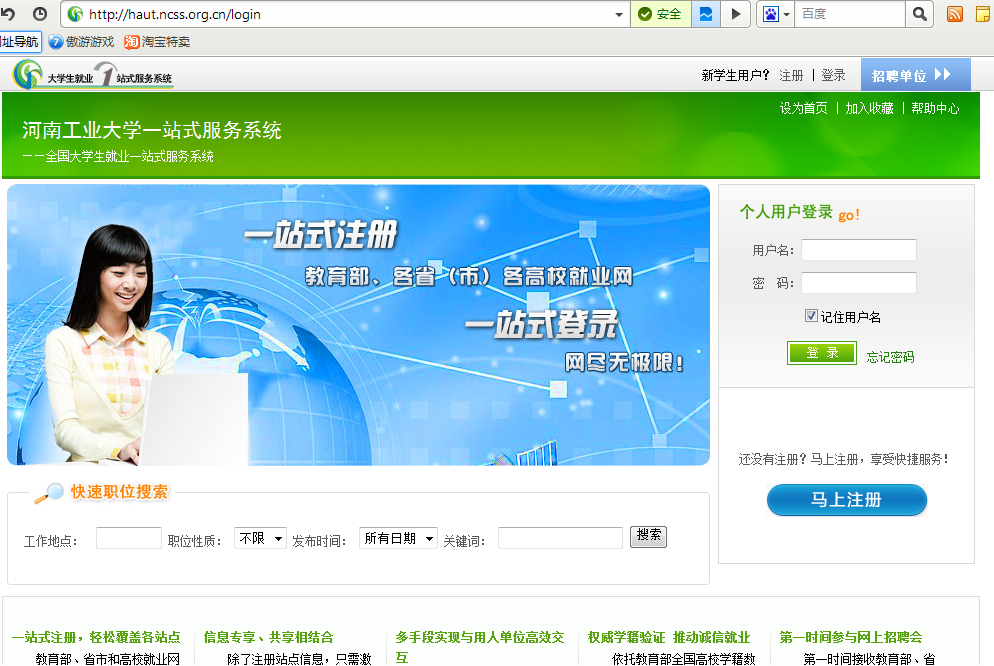 http://haut.ncss.org.cn/login
安全
百度
址导航 傲游游戏 淘 淘宝特卖
大学生就业1站式服务系统
新学生用户? 注册 | 登录 招聘单位
设为首页 | 加入收藏 | 帮助中心
河南工业大学一站式服务系统
－－全国大学生就业一站式服务系统
一站式注册
教育部、各省（市）各高校就业网
一站式登录
网尽无极限！
个人用户登录 go!
用户名:
密 码:
记住用户名
登 录 忘记密码
还没有注册? 马上注册，享受快捷服务!
马上注册
快速职位搜索
工作地点: 职位性质: 不限 发布时间: 所有日期 关键词: 搜索
一站式注册，轻松覆盖各站点
教育部、省市和高校就业网
信息专享、共享相结合
除了注册站点信息，只需激
多手段实现与用人单位高效交
互
权威学籍验证 推动诚信就业
依托教育部全国高校学籍数
第一时间参与网上招聘会
第一时间接收教育部、省